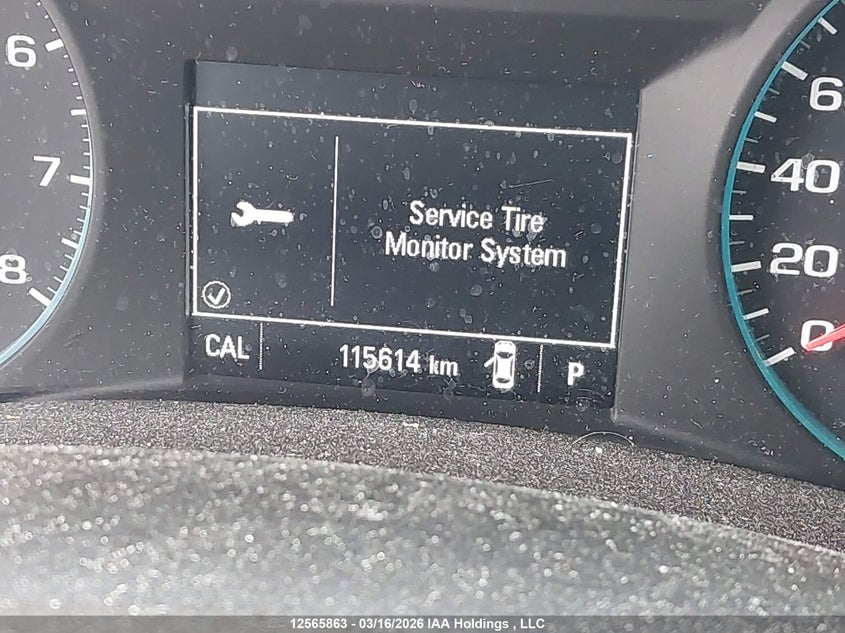 6
7
8
Service Tire
Monitor System
CAL
115614 km
P
6
40
20
0
12565863 - 03/16/2026 IAA Holdings , LLC